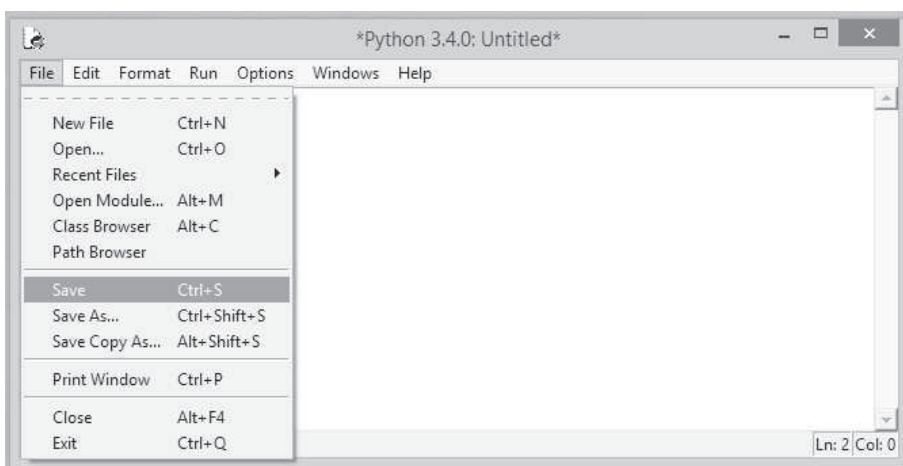 *Python 3.4.0: Untitled*
File Edit Format Run Options Windows Help
New File Ctrl+N
Open... Ctrl+O
Recent Files
Open Module... Alt+M
Class Browser Alt+C
Path Browser
Save Ctrl+S
Save As... Ctrl+Shift+S
Save Copy As... Alt+Shift+S
Print Window Ctrl+P
Close Alt+F4
Exit Ctrl+Q
Ln: 2 Col: 0